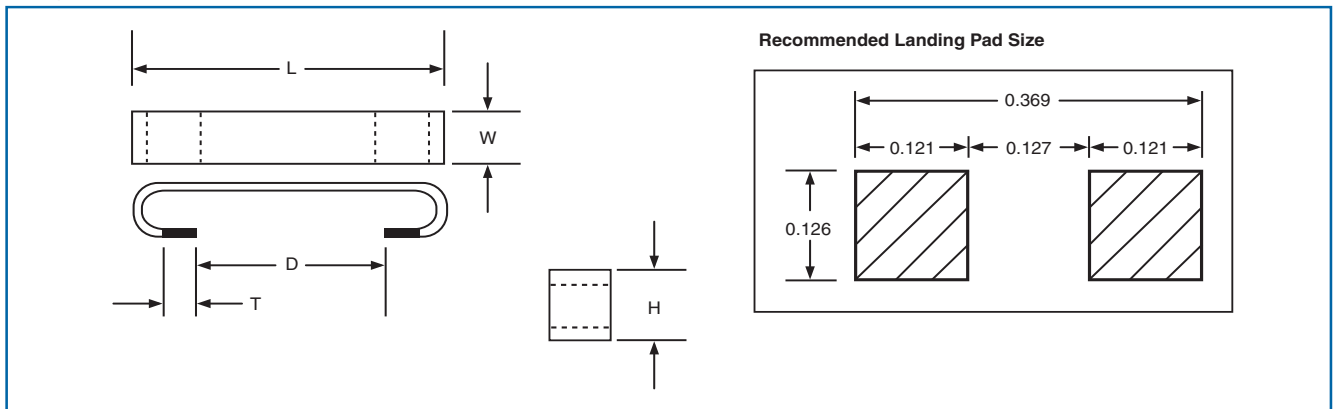 Recommended Landing Pad Size
L
W
D
T
H
0.369
0.121
0.127
0.121
0.126